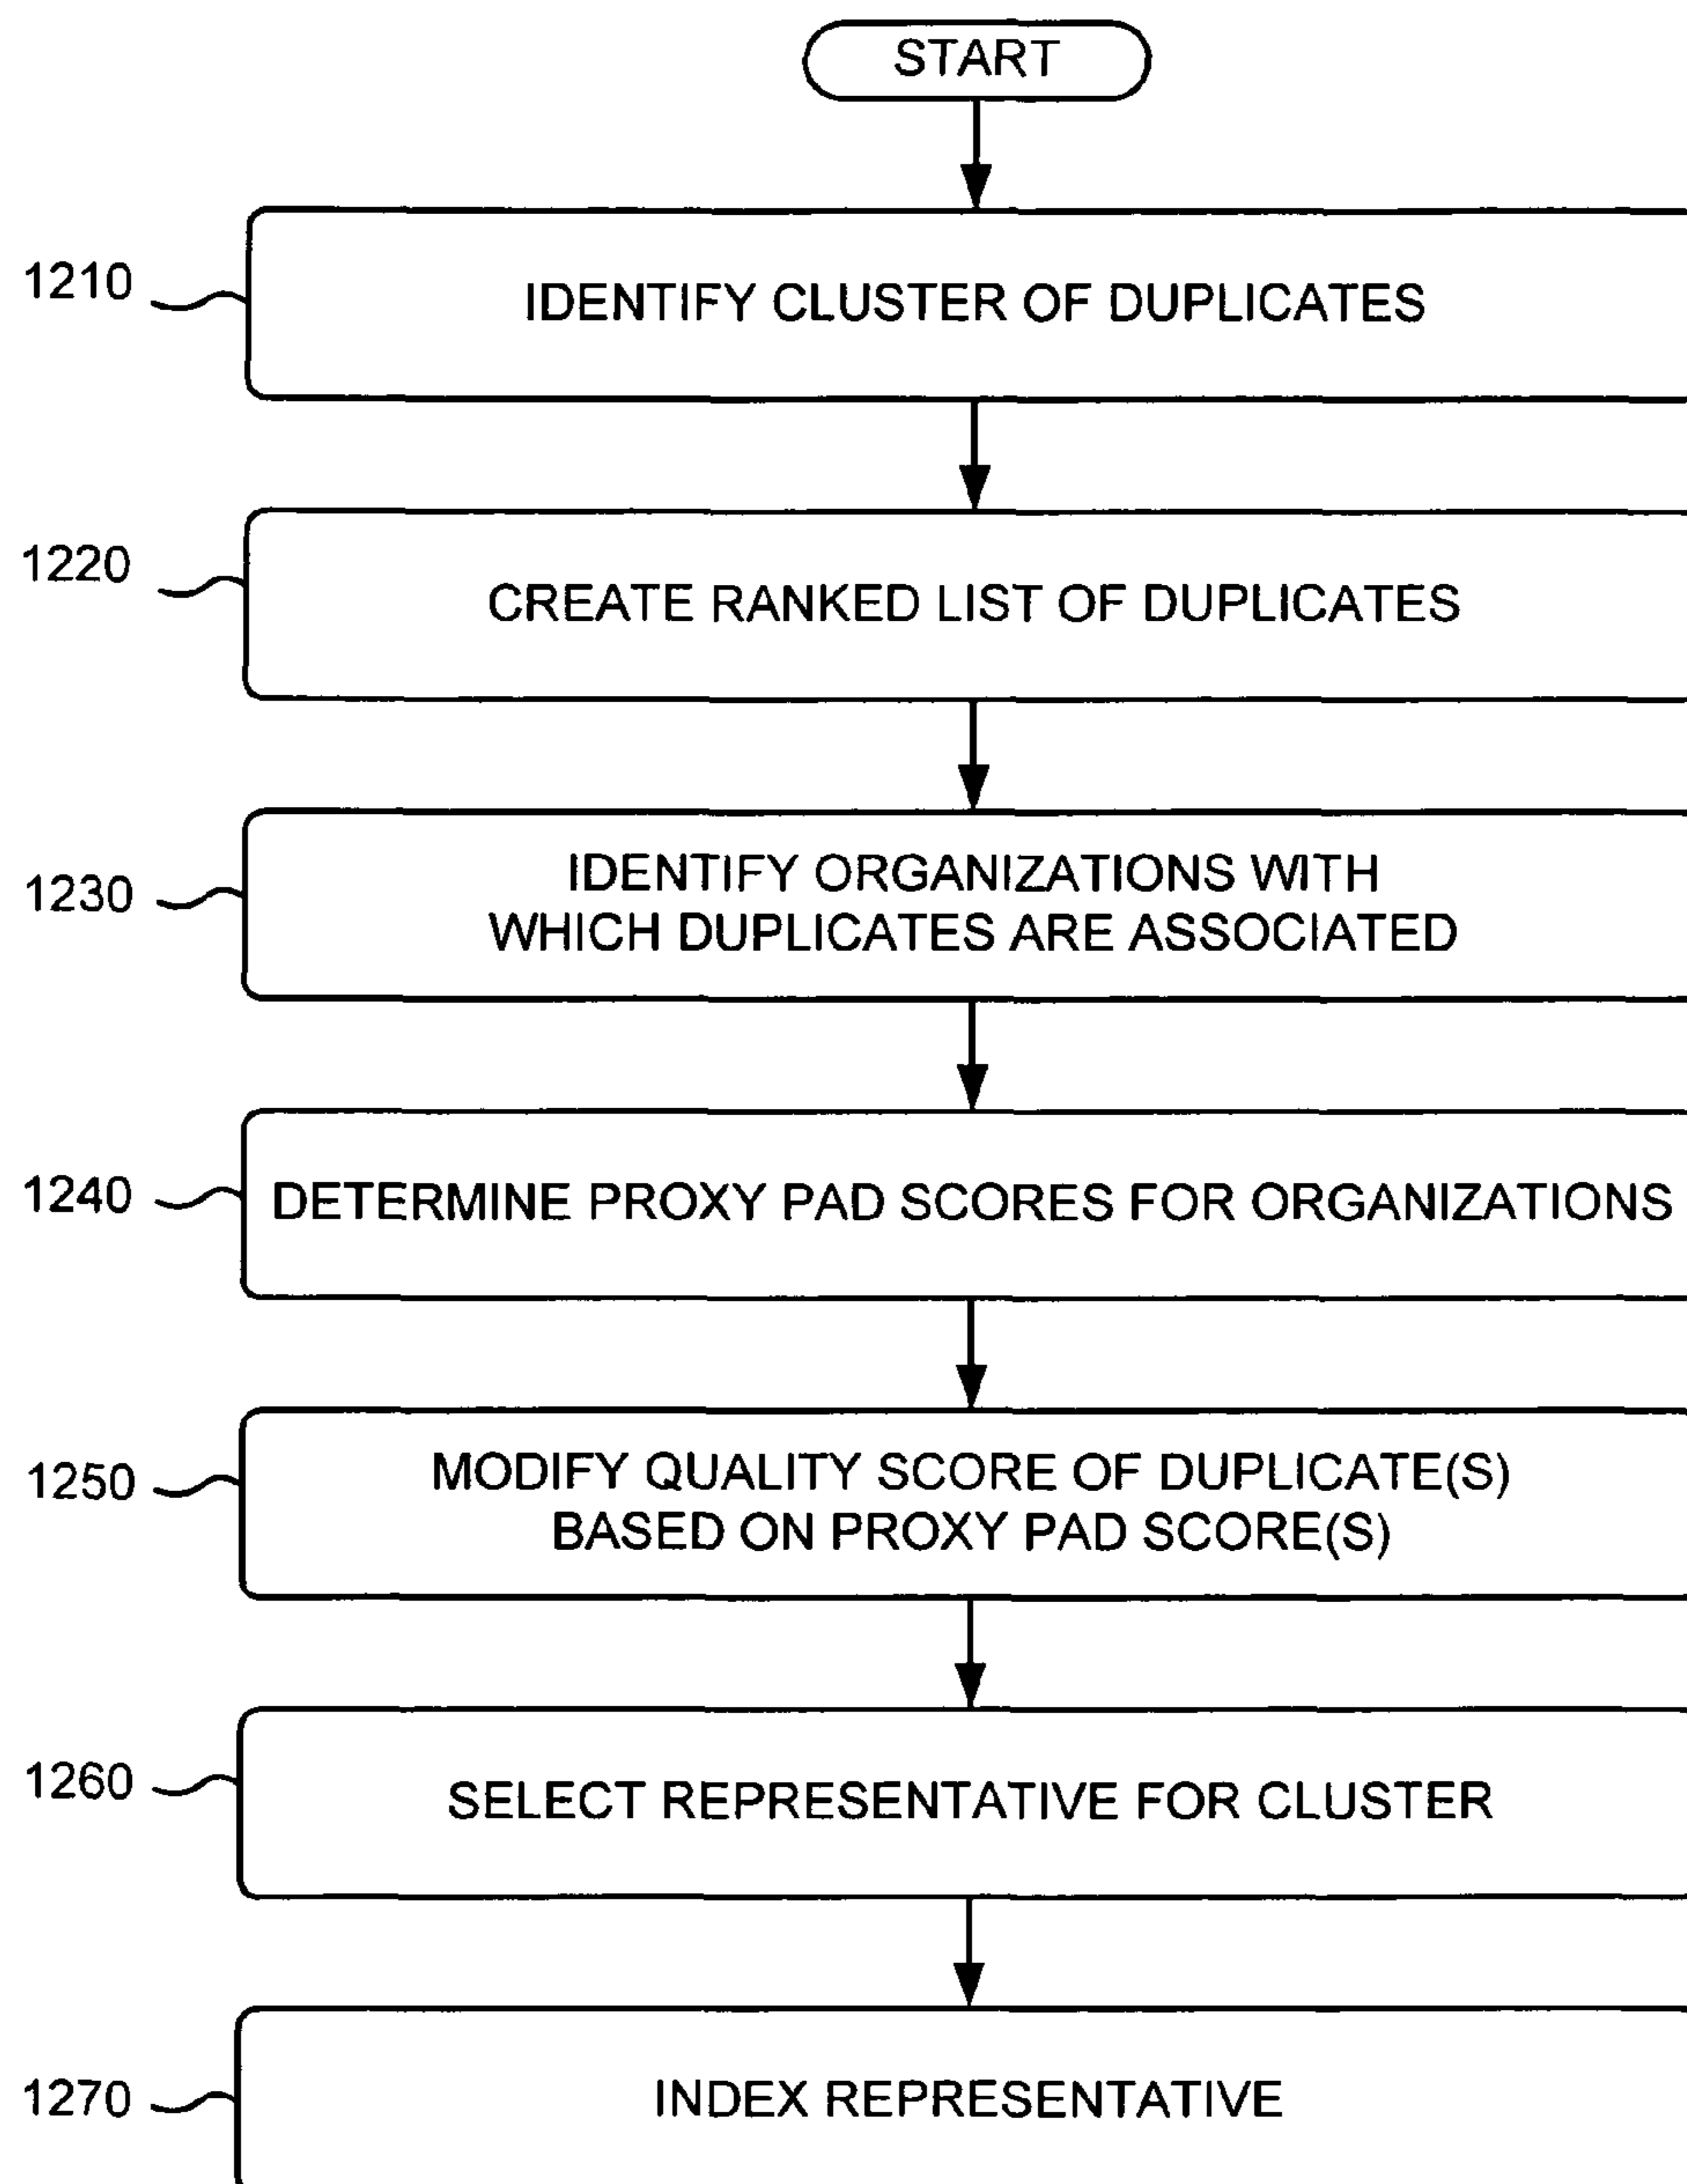 START
1210
IDENTIFY CLUSTER OF DUPLICATES
1220
CREATE RANKED LIST OF DUPLICATES
1230
IDENTIFY ORGANIZATIONS WITH
WHICH DUPLICATES ARE ASSOCIATED
1240
DETERMINE PROXY PAD SCORES FOR ORGANIZATIONS
1250
MODIFY QUALITY SCORE OF DUPLICATE(S)
BASED ON PROXY PAD SCORE(S)
1260
SELECT REPRESENTATIVE FOR CLUSTER
1270
INDEX REPRESENTATIVE